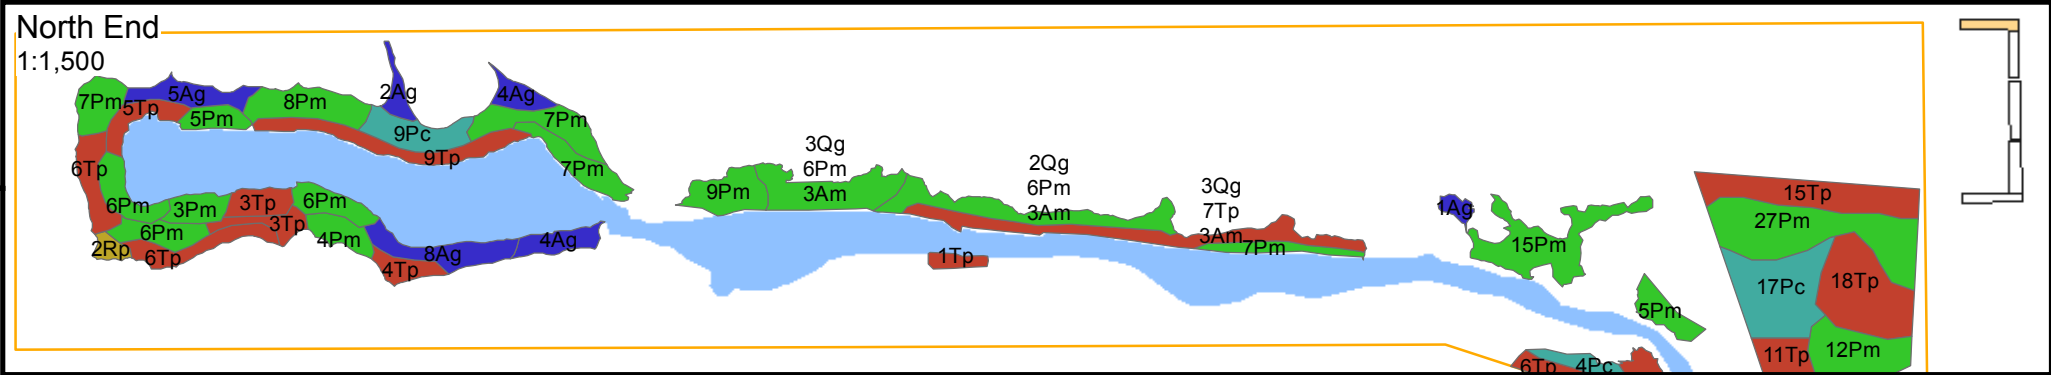 North End
1:1,500
7Pm
5Tp
5Ag
5Pm
8Pm
2Ag
9Pc
9Tp
4Ag
7Pm
7Pm
6Tp
6Pm
3Pm
3Tp
6Pm
6Pm
3Tp
4Pm
2Rp
6Tp
8Ag
4Ag
4Tp
9Pm
3Qg
6Pm
3Am
2Qg
6Pm
3Am
3Qg
7Tp
3Am
7Pm
1Tp
1Ag
15Pm
5Pm
15Tp
27Pm
17Pc
18Tp
11Tp
12Pm
6Tp
4Pc